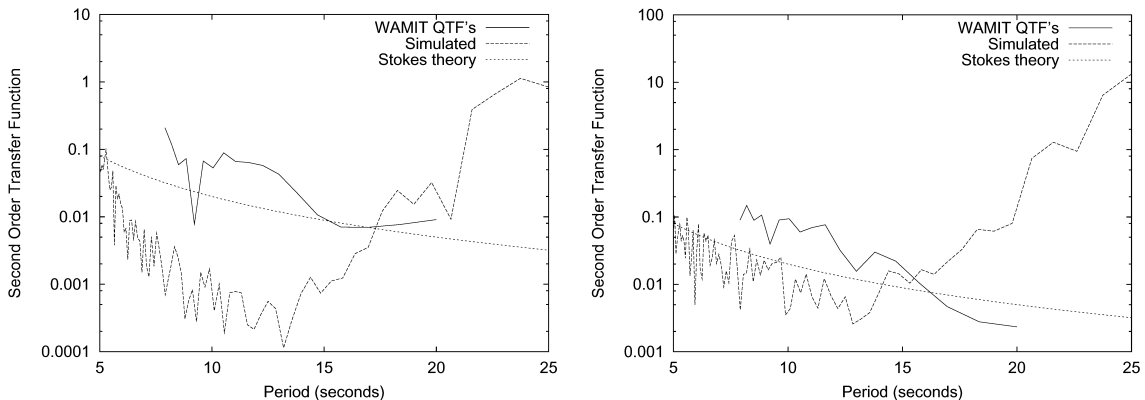 10
1
0.1
0.01
0.001
0.0001
Second Order Transfer Function
WAMIT QTF's
Simulated
Stokes theory
5
10
15
20
25
Period (seconds)
100
10
1
0.1
0.01
0.001
Second Order Transfer Function
WAMIT QTF's
Simulated
Stokes theory
5
10
15
20
25
Period (seconds)